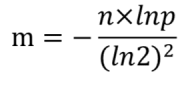 m = − n×lnp / (ln2)²